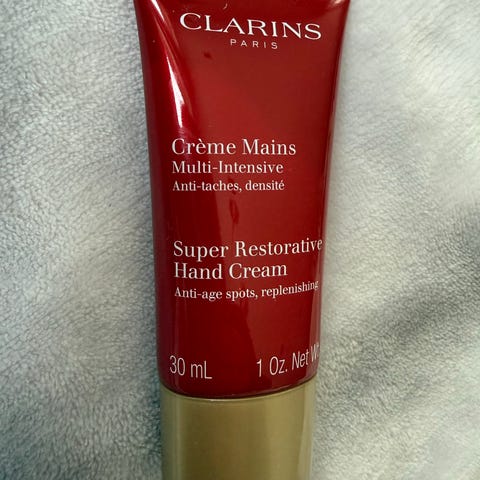 CLARINS
PARIS
Crème Mains
Multi-Intensive
Anti-taches, densité
Super Restorative
Hand Cream
Anti-age spots, replenishing
30 mL 1 Oz. Net